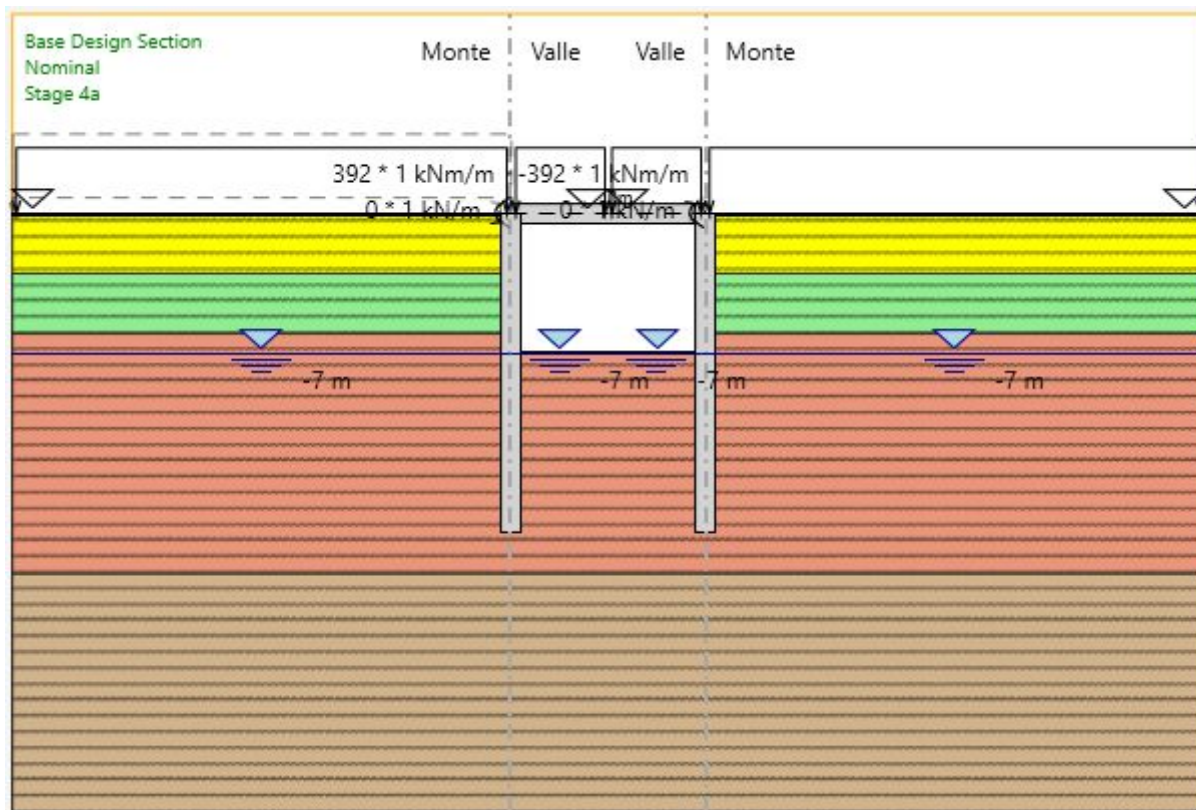 Base Design Section
Nominal
Stage 4a
Monte
Valle
Valle
Monte
392 * 1 kNm/m
-392 * 1 kNm/m
0 * 1 kN/m
-7 m
-7 m
-7 m
-7 m